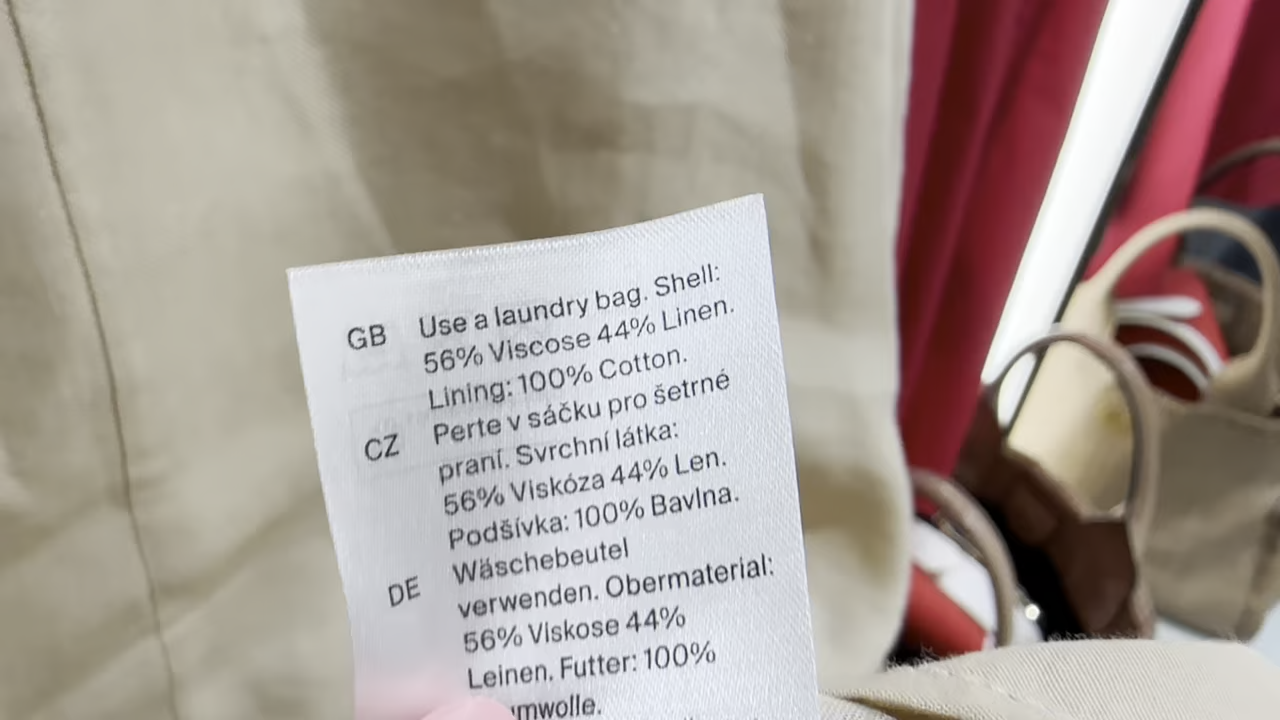 GB Use a laundry bag. Shell:
56% Viscose 44% Linen.
Lining: 100% Cotton.
CZ Perte v sáčku pro šetrné
praní. Svrchní látka:
56% Viskóza 44% Len.
Podšívka: 100% Bavlna.
DE Wäschebeutel
verwenden. Obermaterial:
56% Viskose 44%
Leinen. Futter: 100%
mwolle.